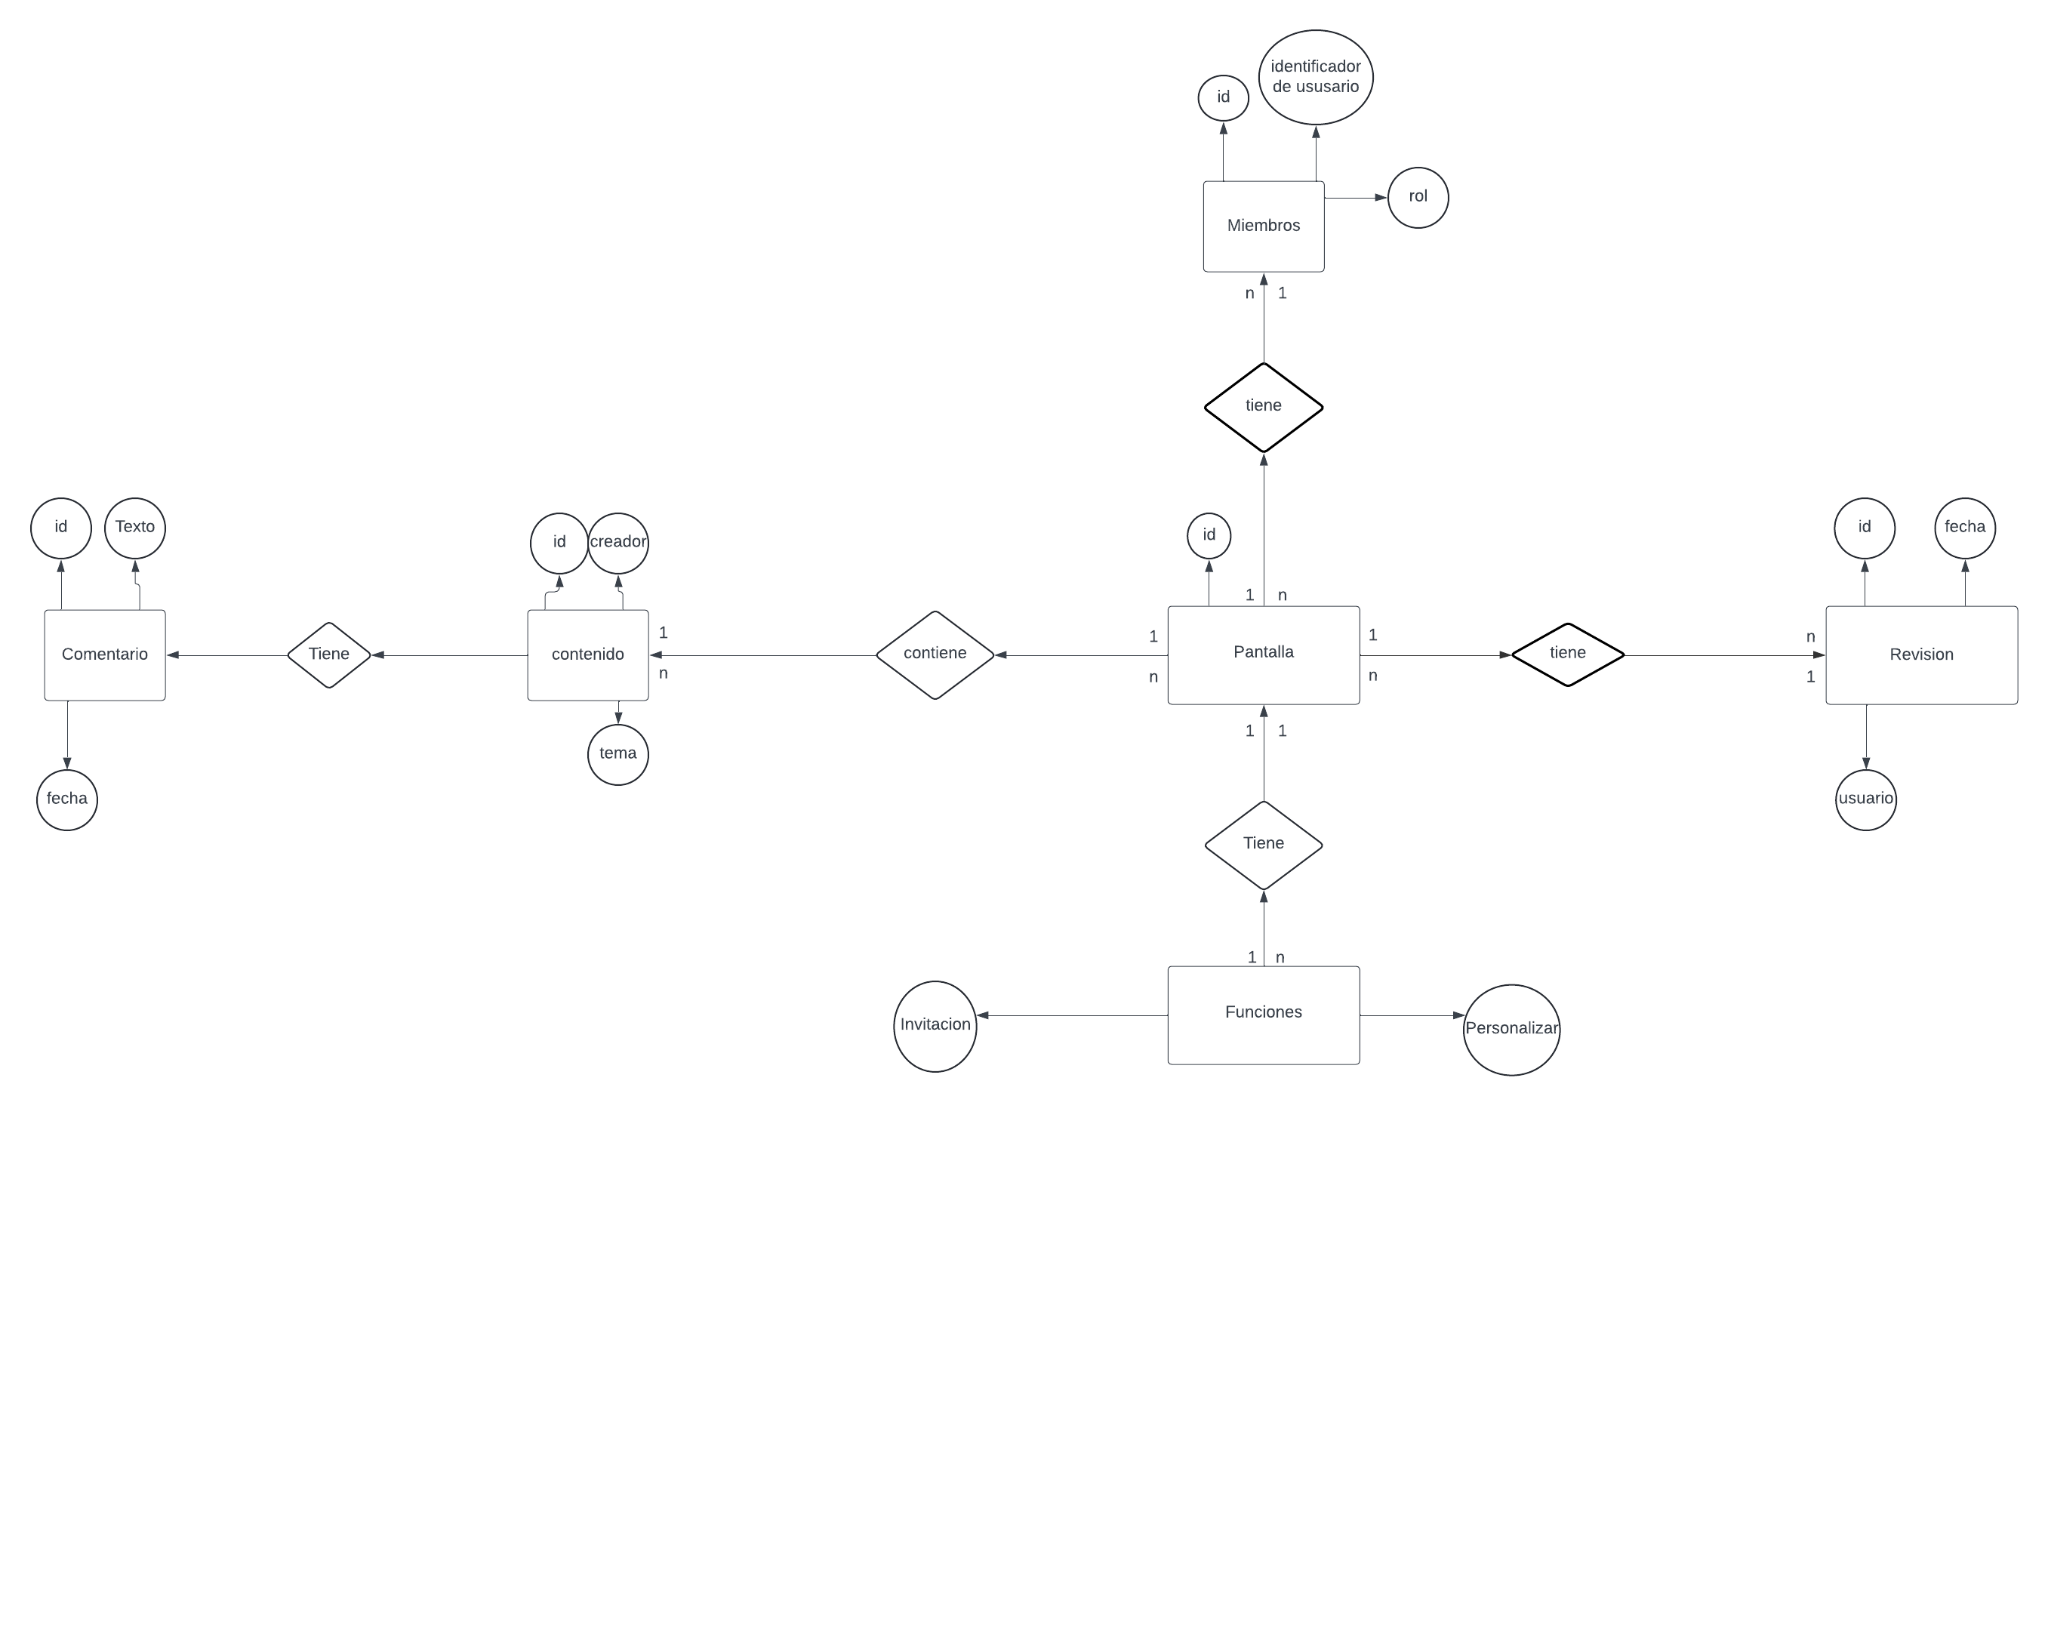 identificador
de ususario
id
rol
Miembros
n 1
tiene
id Texto
id creador
id
id fecha
1 n
Comentario
Tiene
contenido
1
n
contiene
1
n
Pantalla
1
n
tiene
n
1
Revision
1 1
tema
fecha
usuario
Tiene
1 n
Invitacion
Funciones
Personalizar